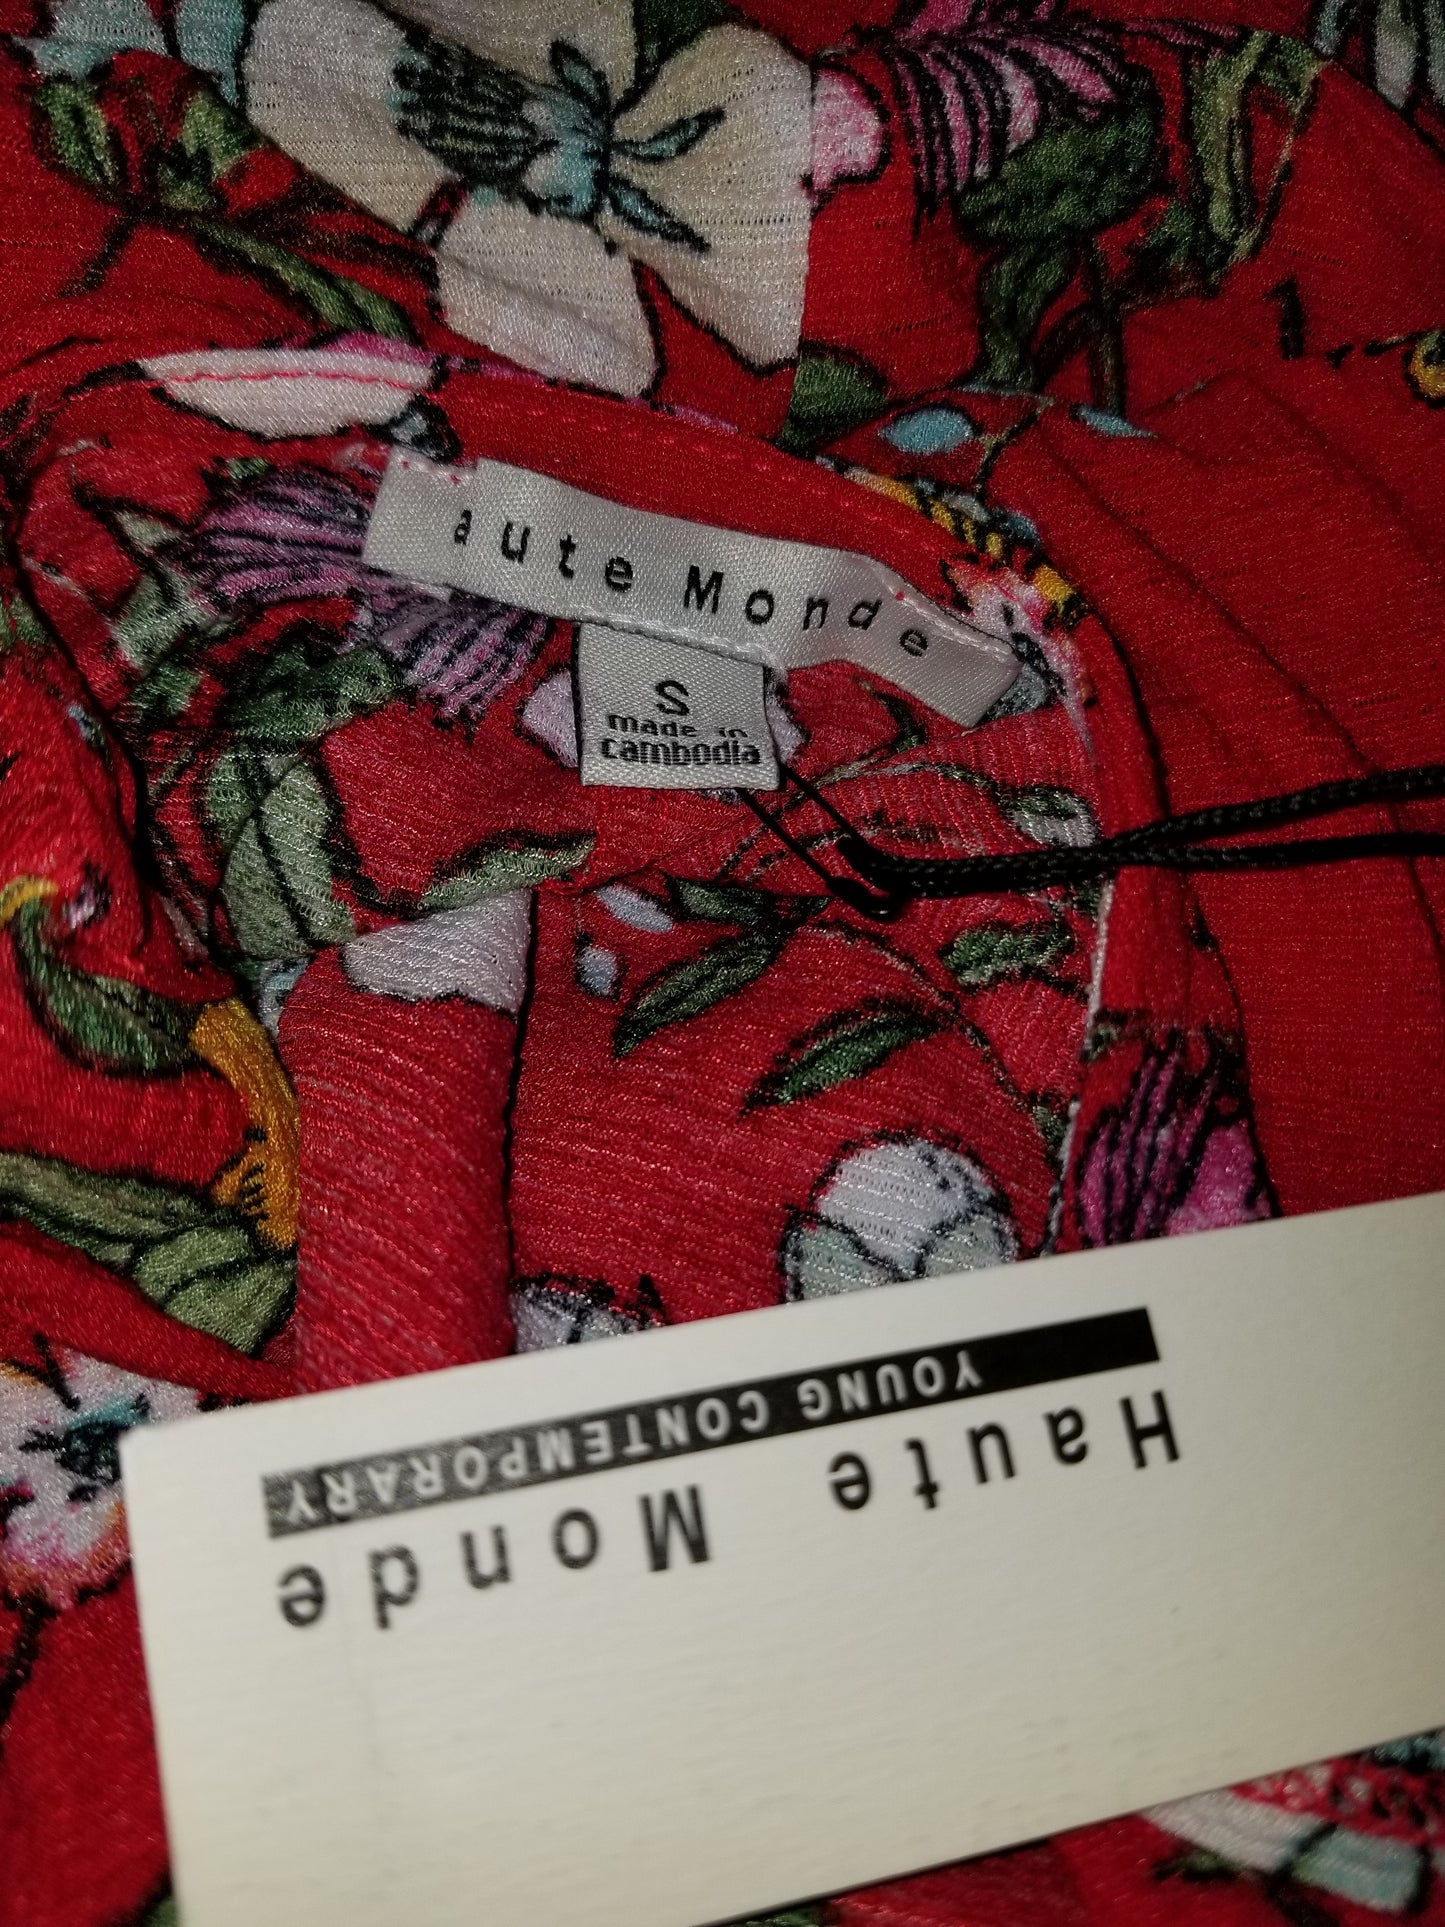 aute Monde
S
made in
cambodia
Haute Monde
YOUNG CONTEMPORARY